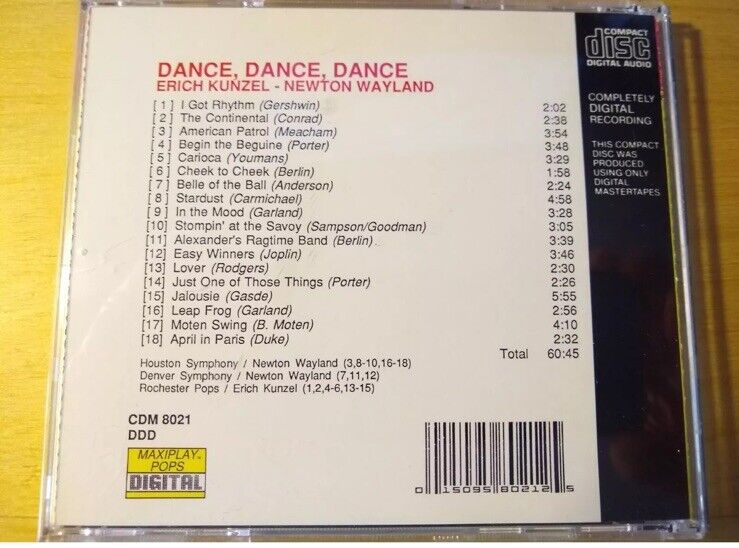 COMPACT
disc
DIGITAL AUDIO
COMPLETELY
DIGITAL
RECORDING
THIS COMPACT
DISC WAS
PRODUCED
USING ONLY
DIGITAL
MASTERTAPES
DANCE, DANCE, DANCE
ERICH KUNZEL - NEWTON WAYLAND
[ 1 ] I Got Rhythm (Gershwin) 2:02
[ 2 ] The Continental (Conrad) 2:38
[ 3 ] American Patrol (Meacham) 3:54
[ 4 ] Begin the Beguine (Porter) 3:48
[ 5 ] Carioca (Youmans) 3:29
[ 6 ] Cheek to Cheek (Berlin) 1:58
[ 7 ] Belle of the Ball (Anderson) 2:24
[ 8 ] Stardust (Carmichael) 4:58
[ 9 ] In the Mood (Garland) 3:28
[10] Stompin' at the Savoy (Sampson/Goodman) 3:05
[11] Alexander's Ragtime Band (Berlin) 3:39
[12] Easy Winners (Joplin) 3:46
[13] Lover (Rodgers) 2:30
[14] Just One of Those Things (Porter) 2:26
[15] Jalousie (Gasde) 5:55
[16] Leap Frog (Garland) 2:56
[17] Moten Swing (B. Moten) 4:10
[18] April in Paris (Duke) 2:32
Total 60:45
Houston Symphony / Newton Wayland (3,8-10,16-18)
Denver Symphony / Newton Wayland (7,11,12)
Rochester Pops / Erich Kunzel (1,2,4-6,13-15)
CDM 8021
DDD
MAXIPLAY™
POPS
DIGITAL
0 15095 80212 5